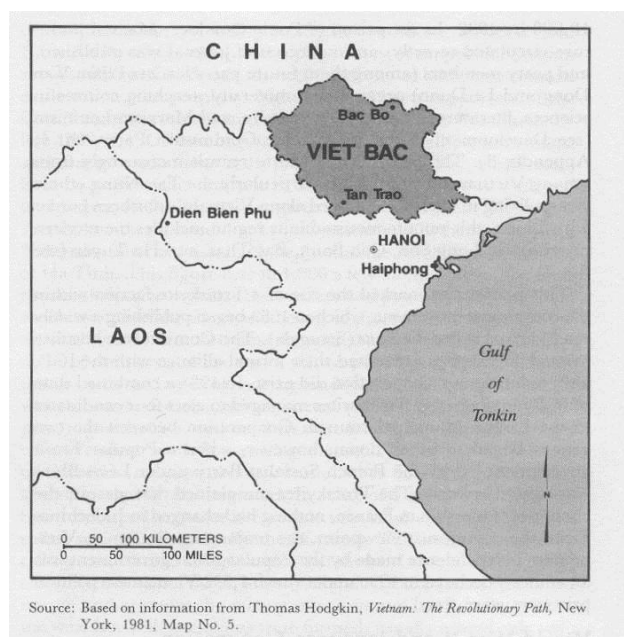 CHINA
Bac Bo
VIET BAC
Tan Trao
Dien Bien Phu
HANOI
Haiphong
LAOS
Gulf
of
Tonkin
N
0 50 100 KILOMETERS
0 50 100 MILES
Source: Based on information from Thomas Hodgkin, Vietnam: The Revolutionary Path, New
York, 1981, Map No. 5.